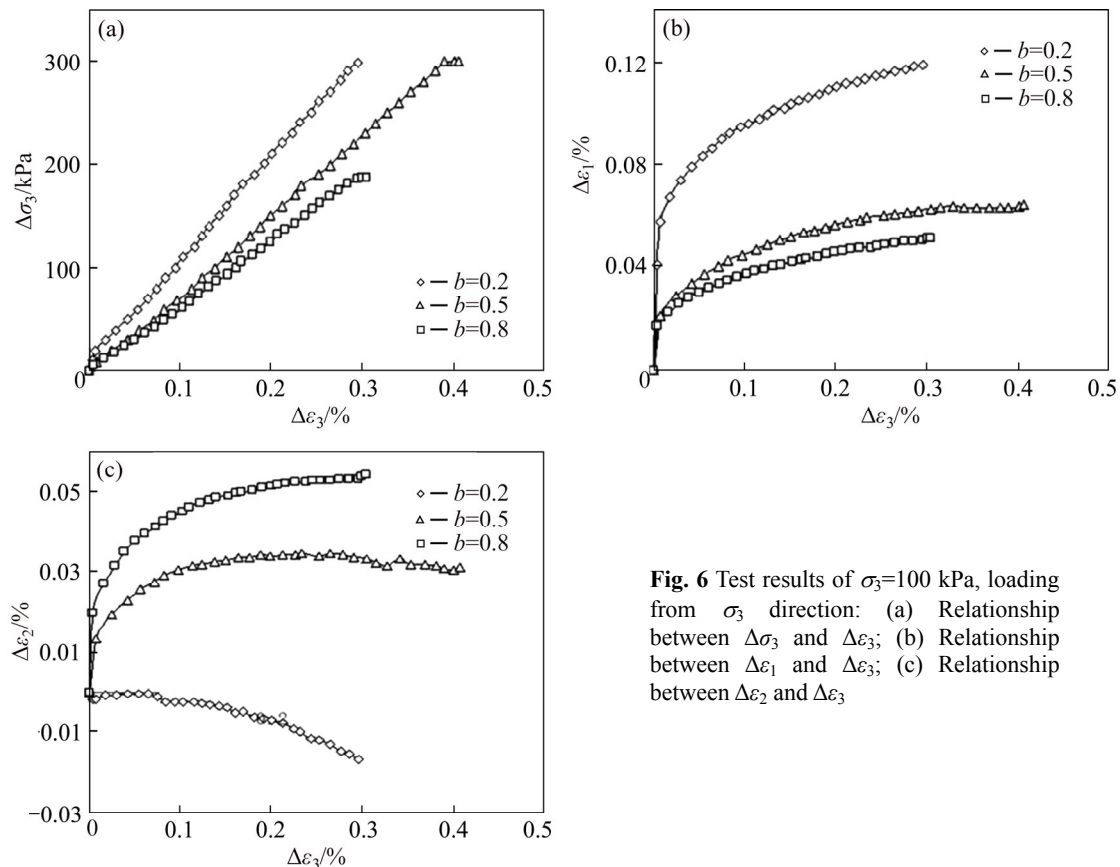 (a)
300
200
100
0
0.1
0.2
0.3
0.4
0.5
Δσ3/kPa
Δε3/%
b=0.2
b=0.5
b=0.8
(b)
0.12
0.08
0.04
0
0.1
0.2
0.3
0.4
0.5
Δε1/%
Δε3/%
b=0.2
b=0.5
b=0.8
(c)
0.05
0.03
0.01
-0.01
−0.03
0
0.1
0.2
0.3
0.4
0.5
Δε2/%
Δε3/%
b=0.2
b=0.5
b=0.8
Fig. 6 Test results of σ3=100 kPa, loading
from σ3 direction: (a) Relationship
between Δσ3 and Δε3; (b) Relationship
between Δε1 and Δε3; (c) Relationship
between Δε2 and Δε3